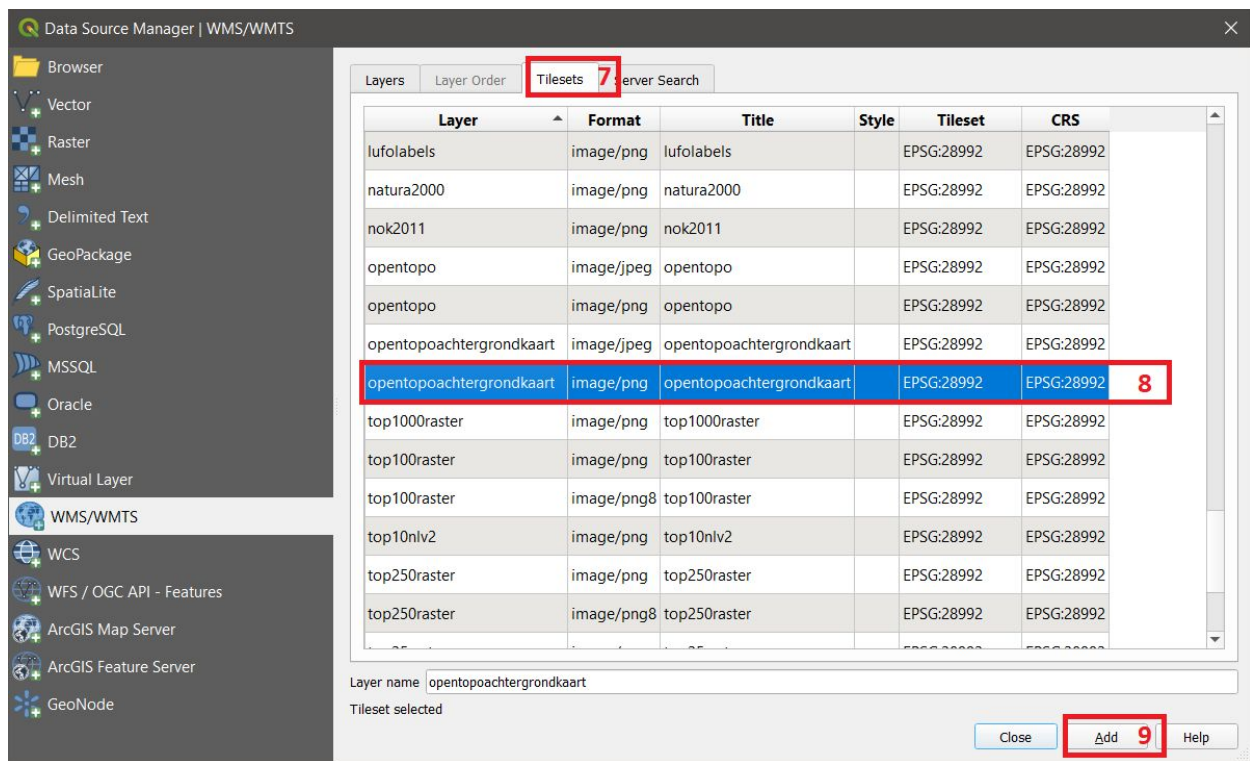 Data Source Manager | WMS/WMTS
Browser
Vector
Raster
Mesh
Delimited Text
GeoPackage
SpatiaLite
PostgreSQL
MSSQL
Oracle
DB2 DB2
Virtual Layer
WMS/WMTS
WCS
WFS / OGC API - Features
ArcGIS Map Server
ArcGIS Feature Server
GeoNode
Layers Layer Order Tilesets 7 Server Search
Layer Format Title Style Tileset CRS
lufolabels image/png lufolabels EPSG:28992 EPSG:28992
natura2000 image/png natura2000 EPSG:28992 EPSG:28992
nok2011 image/png nok2011 EPSG:28992 EPSG:28992
opentopo image/jpeg opentopo EPSG:28992 EPSG:28992
opentopo image/png opentopo EPSG:28992 EPSG:28992
opentopoachtergrondkaart image/jpeg opentopoachtergrondkaart EPSG:28992 EPSG:28992
opentopoachtergrondkaart image/png opentopoachtergrondkaart EPSG:28992 EPSG:28992 8
top1000raster image/png top1000raster EPSG:28992 EPSG:28992
top100raster image/png top100raster EPSG:28992 EPSG:28992
top100raster image/png8 top100raster EPSG:28992 EPSG:28992
top10nlv2 image/png top10nlv2 EPSG:28992 EPSG:28992
top250raster image/png top250raster EPSG:28992 EPSG:28992
top250raster image/png8 top250raster EPSG:28992 EPSG:28992
Layer name opentopoachtergrondkaart
Tileset selected
Close Add 9 Help